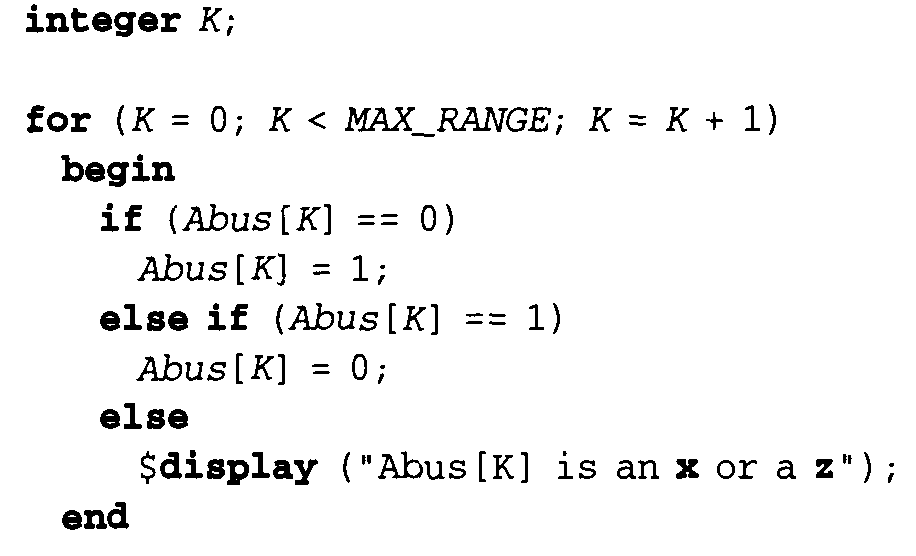 integer K;
for (K = 0; K < MAX_RANGE; K = K + 1)
begin
if (Abus[K] == 0)
Abus[K] = 1;
else if (Abus[K] == 1)
Abus[K] = 0;
else
$display ("Abus[K] is an x or a z");
end